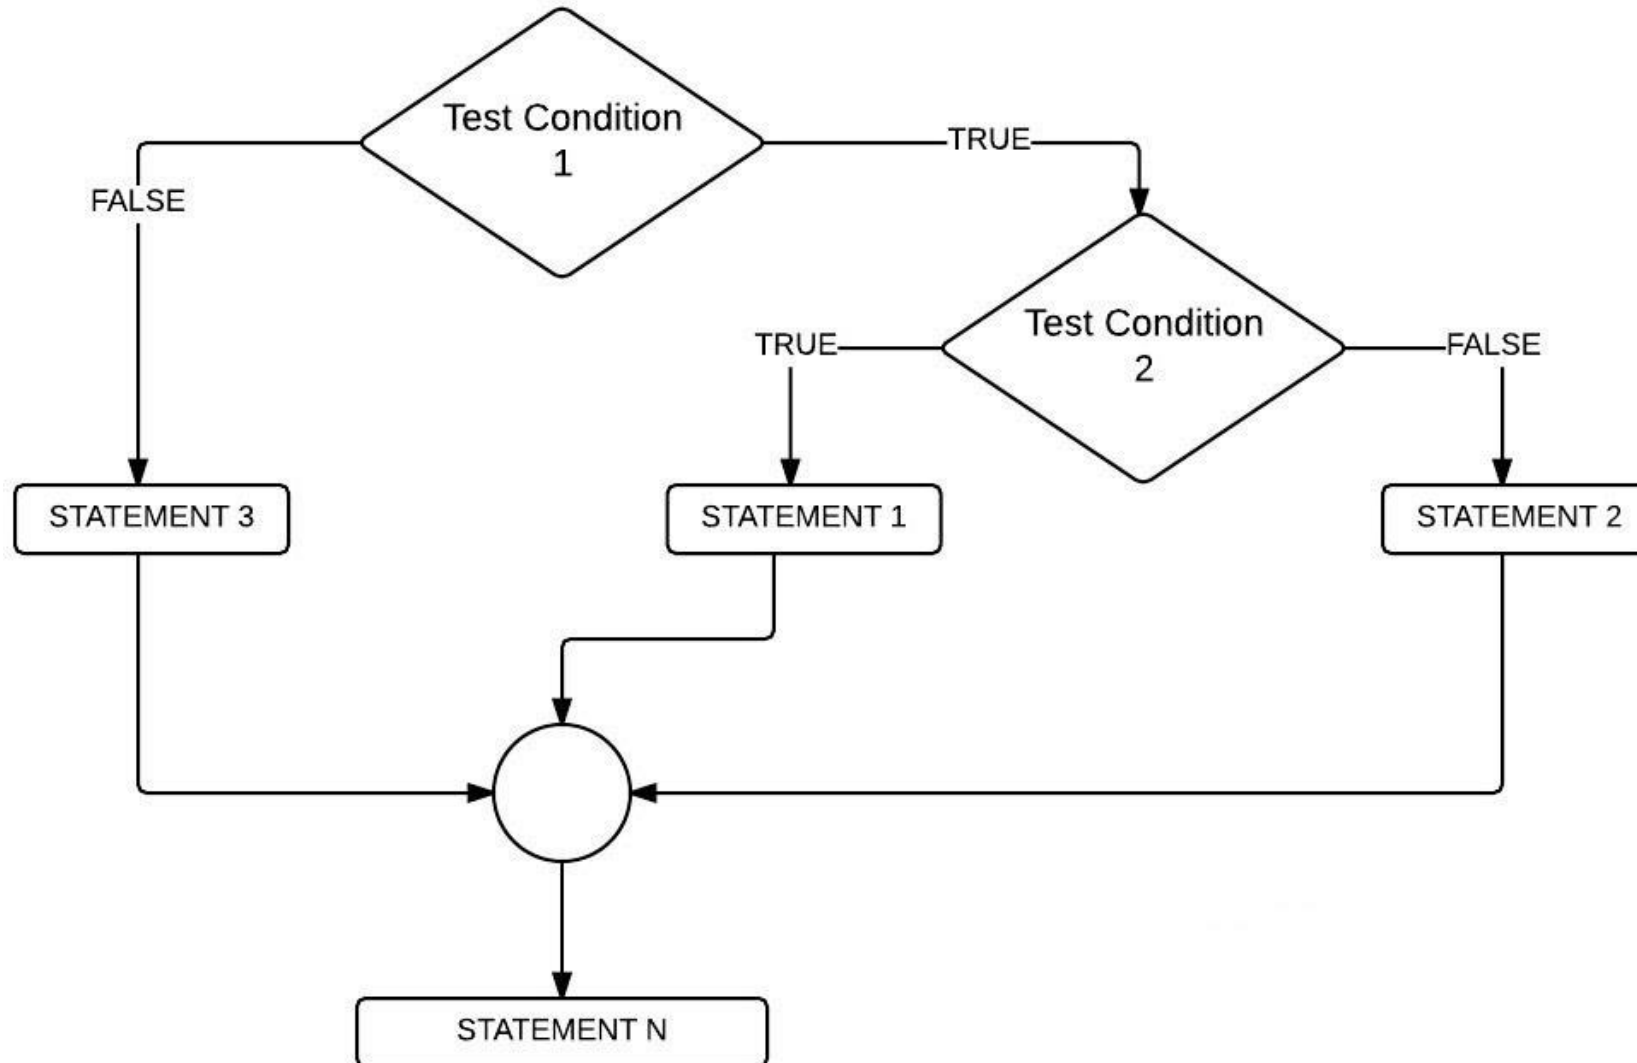 Test Condition
1
TRUE
FALSE
Test Condition
2
TRUE
FALSE
STATEMENT 3
STATEMENT 1
STATEMENT 2
STATEMENT N